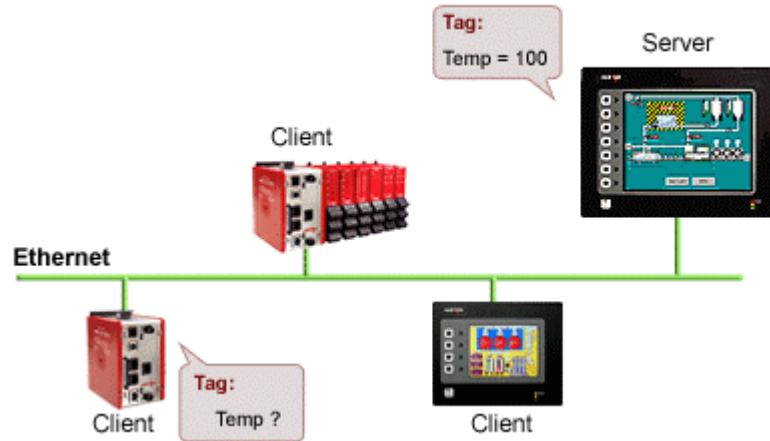 Tag:
Temp = 100
Server
Client
Ethernet
Tag:
Temp ?
Client
Client